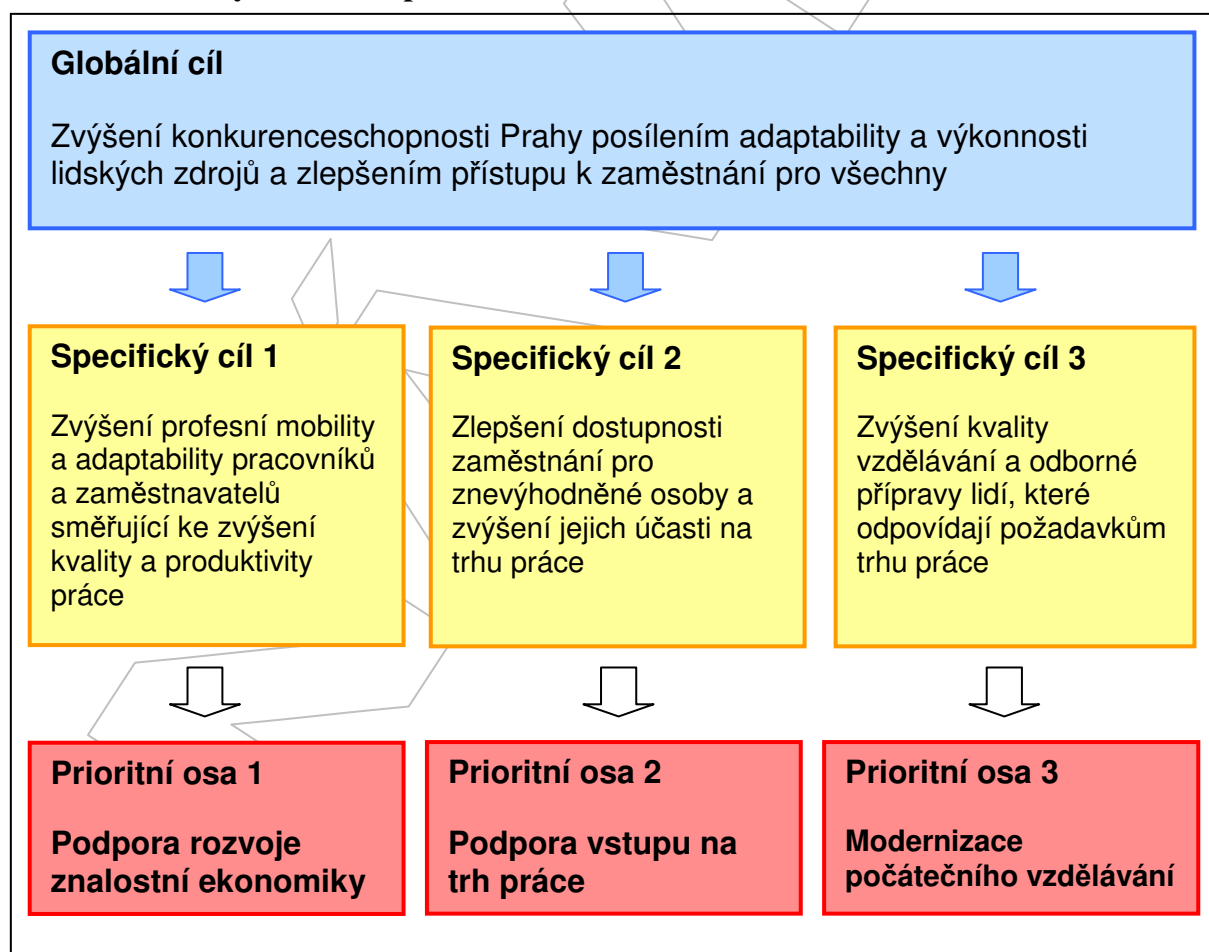 Globální cíl
Zvýšení konkurenceschopnosti Prahy posílením adaptability a výkonnosti
lidských zdrojů a zlepšením přístupu k zaměstnání pro všechny
Specifický cíl 1
Zvýšení profesní mobility
a adaptability pracovníků
a zaměstnavatelů
směřující ke zvýšení
kvality a produktivity
práce
Specifický cíl 2
Zlepšení dostupnosti
zaměstnání pro
znevýhodněné osoby a
zvýšení jejich účasti na
trhu práce
Specifický cíl 3
Zvýšení kvality
vzdělávání a odborné
přípravy lidí, které
odpovídají požadavkům
trhu práce
Prioritní osa 1
Podpora rozvoje
znalostní ekonomiky
Prioritní osa 2
Podpora vstupu na
trh práce
Prioritní osa 3
Modernizace
počátečního vzdělávání